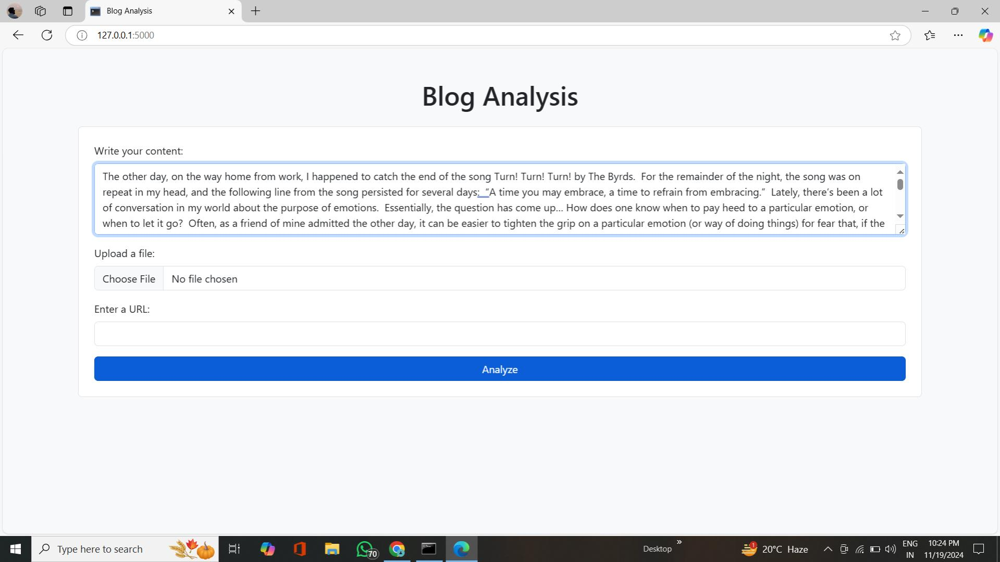 Blog Analysis
127.0.0.1:5000
Blog Analysis
Write your content:
The other day, on the way home from work, I happened to catch the end of the song Turn! Turn! Turn! by The Byrds.  For the remainder of the night, the song was on
repeat in my head, and the following line from the song persisted for several days:  “A time you may embrace, a time to refrain from embracing.”  Lately, there’s been a lot
of conversation in my world about the purpose of emotions.  Essentially, the question has come up... How does one know when to pay heed to a particular emotion, or
when to let it go?  Often, as a friend of mine admitted the other day, it can be easier to tighten the grip on a particular emotion (or way of doing things) for fear that, if the
Upload a file:
Choose File No file chosen
Enter a URL:
Analyze
Type here to search
70
Desktop
»
1
20°C Haze
ENG
IN
10:24 PM
11/19/2024